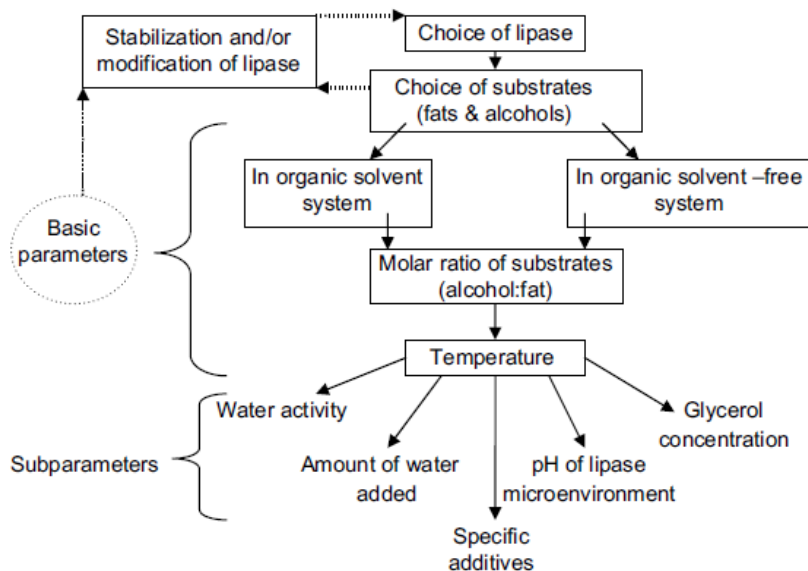 Stabilization and/or
modification of lipase
Choice of lipase
Choice of substrates
(fats & alcohols)
In organic solvent
system
In organic solvent –free
system
Basic
parameters
Molar ratio of substrates
(alcohol:fat)
Temperature
Water activity
Glycerol
concentration
Subparameters
Amount of water
added
pH of lipase
microenvironment
Specific
additives